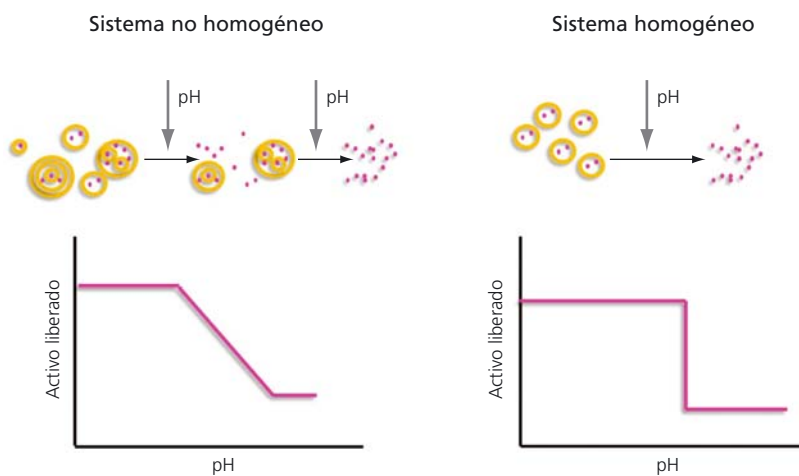 Sistema no homogéneo
Sistema homogéneo
pH
pH
pH
Activo liberado
pH
Activo liberado
pH